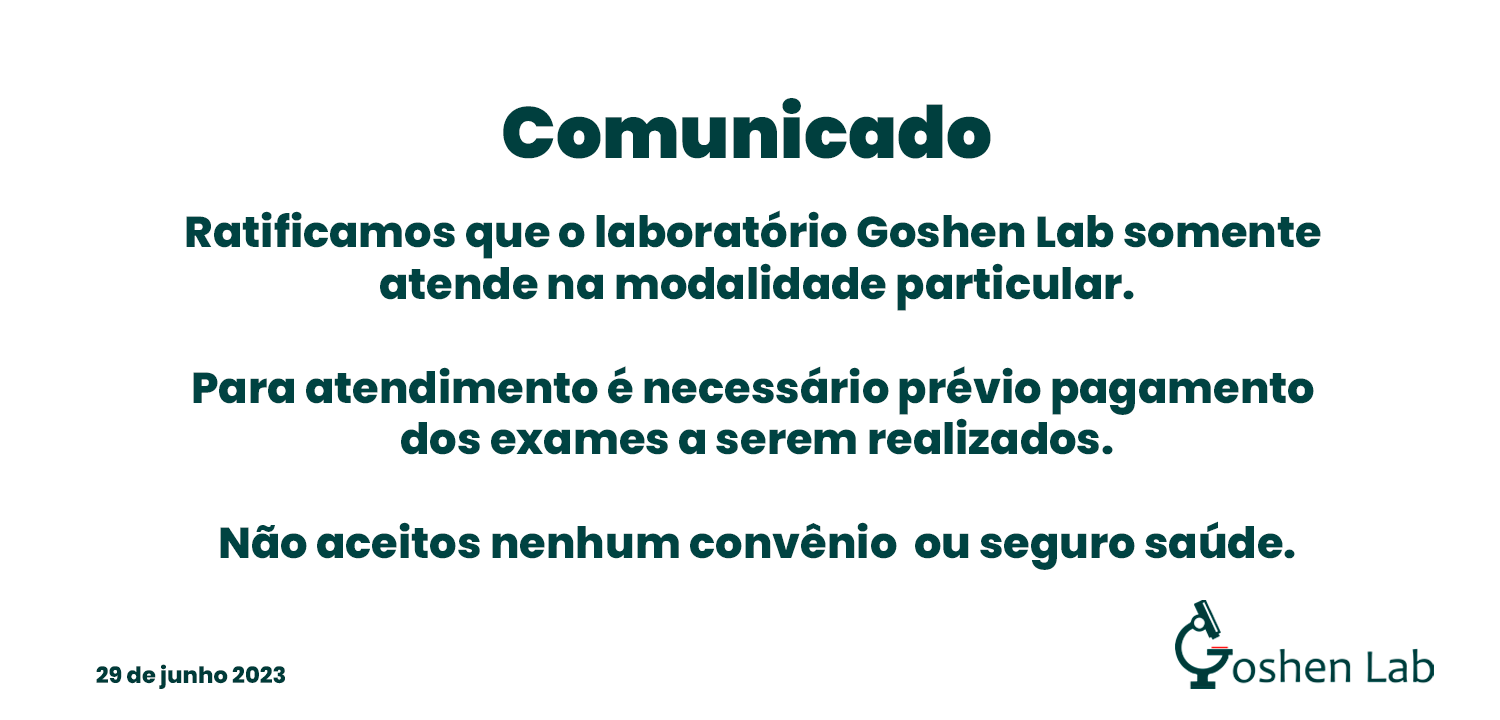 Comunicado
Ratificamos que o laboratório Goshen Lab somente
atende na modalidade particular.
Para atendimento é necessário prévio pagamento
dos exames a serem realizados.
Não aceitos nenhum convênio  ou seguro saúde.
29 de junho 2023
Goshen Lab